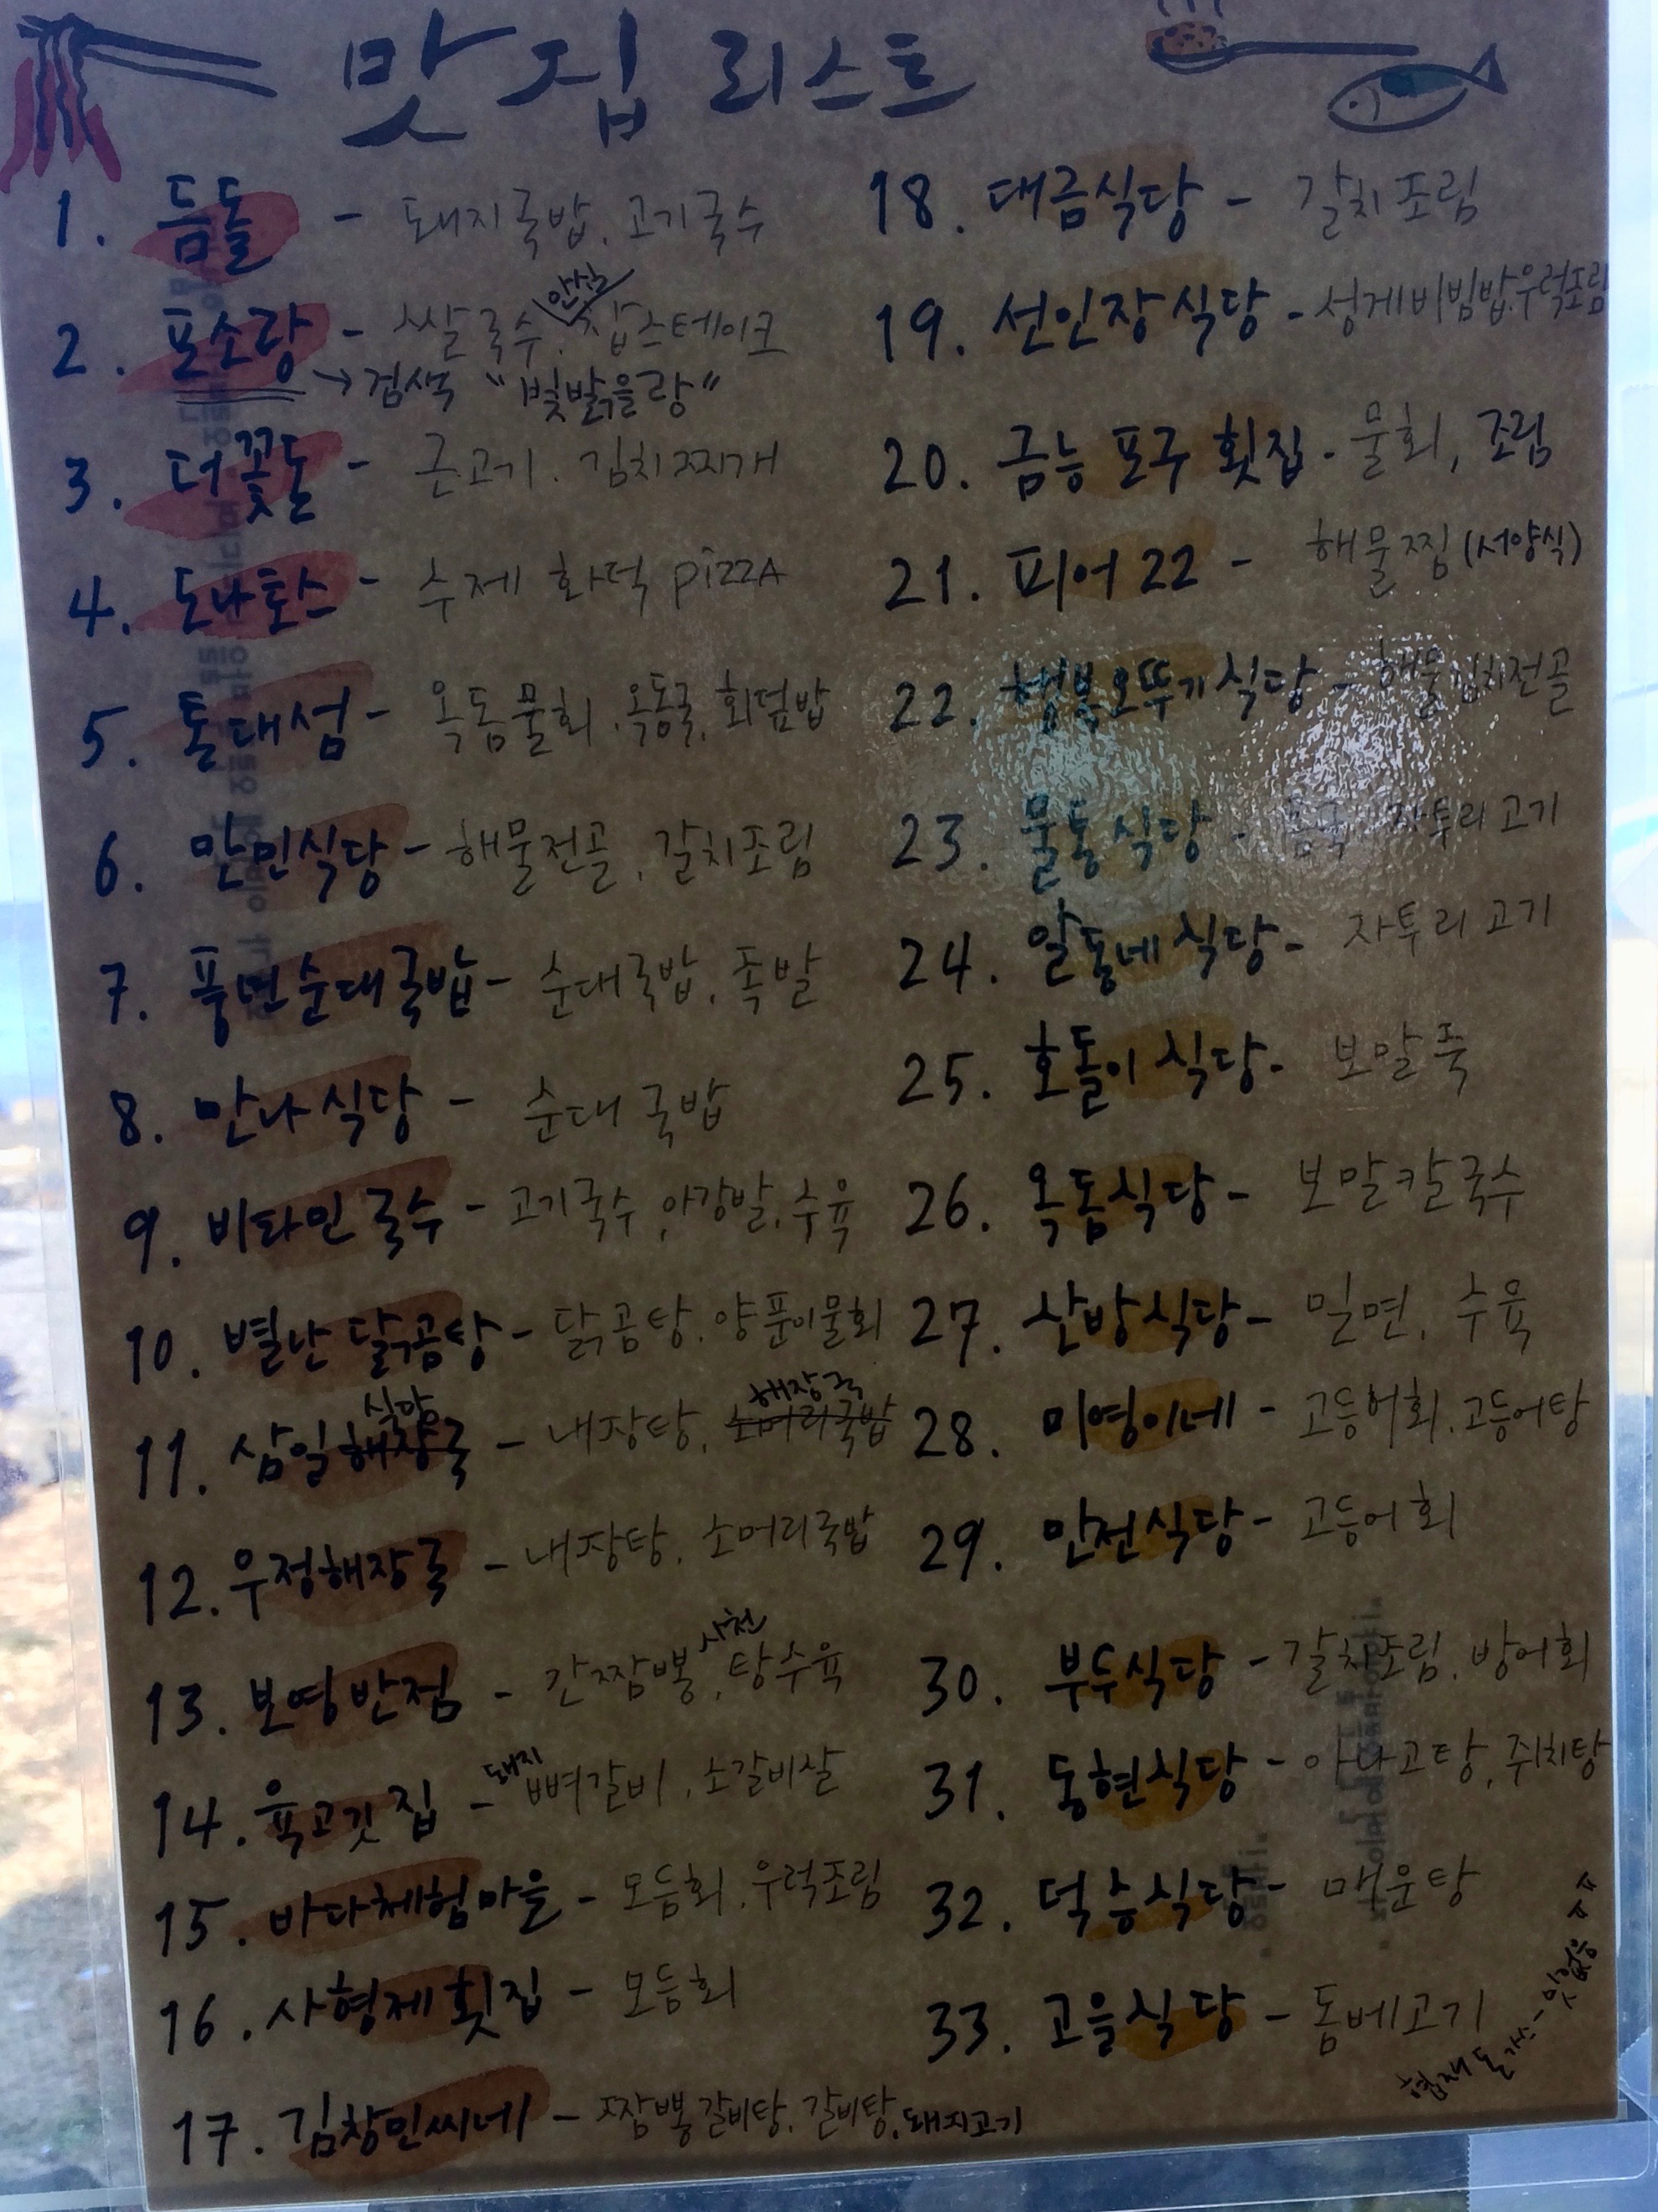 맛집 리스트
1. 듬돌 - 돼지국밥, 고기국수
2. 포소랑 - 쌀국수, 안심 찹스테이크
→ 검색 "빛밝을랑"
3. 더꽃돈 - 근고기, 김치찌개
4. 도나토스 - 수제 화덕 pizzA
5. 톤대섬 - 옥돔물회, 옥돔국, 회덮밥
6. 만민식당 - 해물전골, 갈치조림
7. 풍년순대국밥 - 순대국밥, 족발
8. 만나식당 - 순대국밥
9. 비타민국수 - 고기국수, 아강발, 수육
10. 별난 닭곰탕 - 닭곰탕, 양푼이물회
11. 삼일 해장국 식당 - 내장탕, 소머리국밥 해장국
12. 우정해장국 - 내장탕, 소머리국밥
13. 보영반점 - 간짬뽕, 사천 탕수육
14. 육고깃집 - 돼지 뼈갈비, 소갈비살
15. 바다체험마을 - 모듬회, 우럭조림
16. 사형제횟집 - 모듬회
17. 김창민씨네 - 짬뽕갈비탕, 갈비탕, 돼지고기
18. 대금식당 - 갈치조림
19. 선인장식당 - 성게비빔밥, 우럭조림
20. 금능 포구 횟집 - 물회, 조림
21. 피어 22 - 해물찜 (서양식)
22. 행복오뚜기식당 - 해물김치전골
23. 물통식당 - 자투리고기
24. 알동네식당 - 자투리고기
25. 호돌이식당 - 보말죽
26. 옥돔식당 - 보말칼국수
27. 산방식당 - 밀면, 수육
28. 미영이네 - 고등어회, 고등어탕
29. 만전식당 - 고등어회
30. 부두식당 - 갈치조림, 방어회
31. 동현식당 - 아나고탕, 쥐치탕
32. 덕승식당 - 매운탕
33. 고을식당 - 돔베고기
협재 돈가쓰 - 맛없음 ㅅㅅ